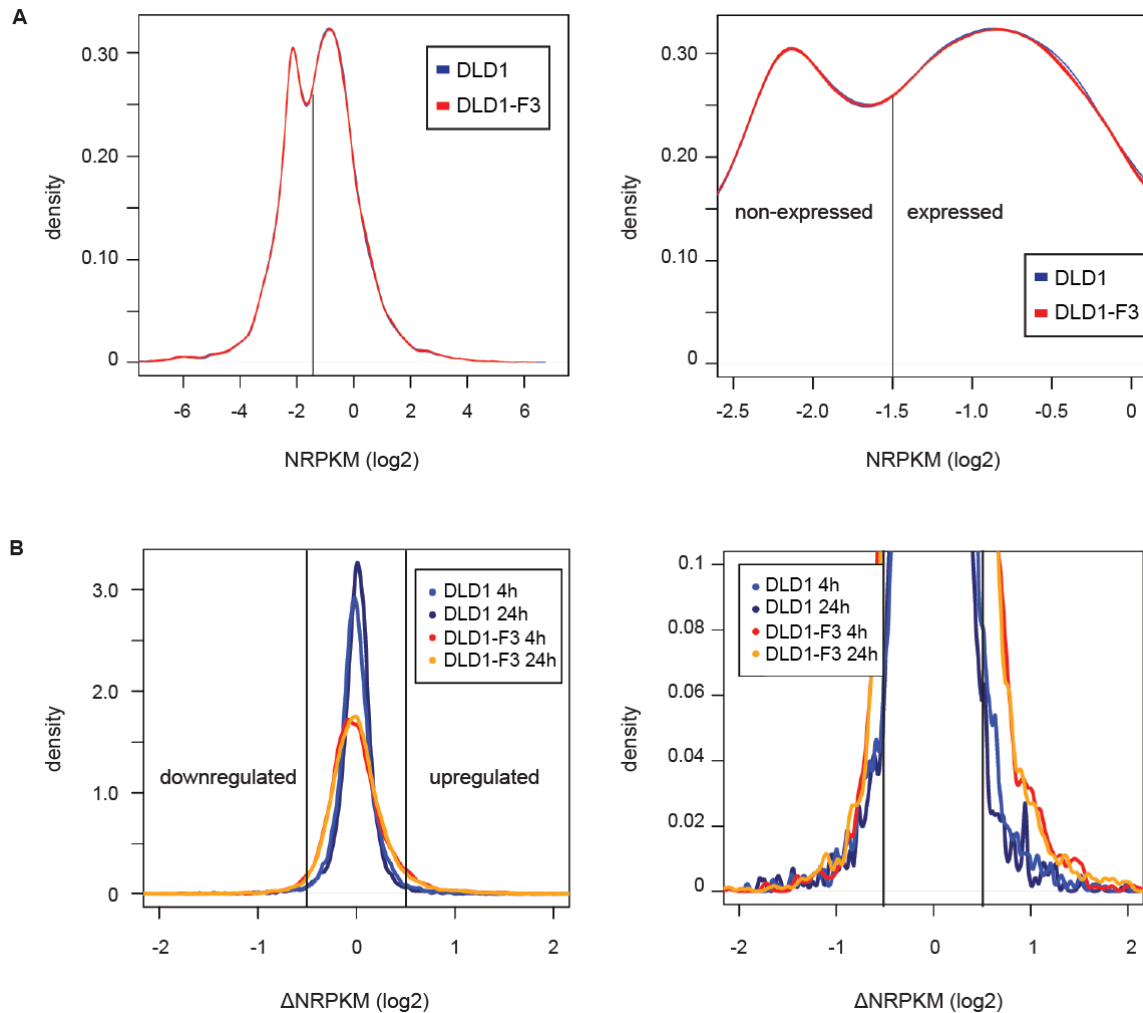 A
0.30
0.20
0.10
0
density
DLD1
DLD1-F3
-6 -4 -2 0 2 4 6
NRPKM (log2)
0.30
0.20
0.10
0
density
non-expressed expressed
DLD1
DLD1-F3
-2.5 -2.0 -1.5 -1.0 -0.5 0
NRPKM (log2)
B
3.0
2.0
1.0
0
density
DLD1 4h
DLD1 24h
DLD1-F3 4h
DLD1-F3 24h
downregulated upregulated
-2 -1 0 1 2
ΔNRPKM (log2)
0.1
0.08
0.06
0.04
0.02
0
density
DLD1 4h
DLD1 24h
DLD1-F3 4h
DLD1-F3 24h
-2 -1 0 1 2
ΔNRPKM (log2)